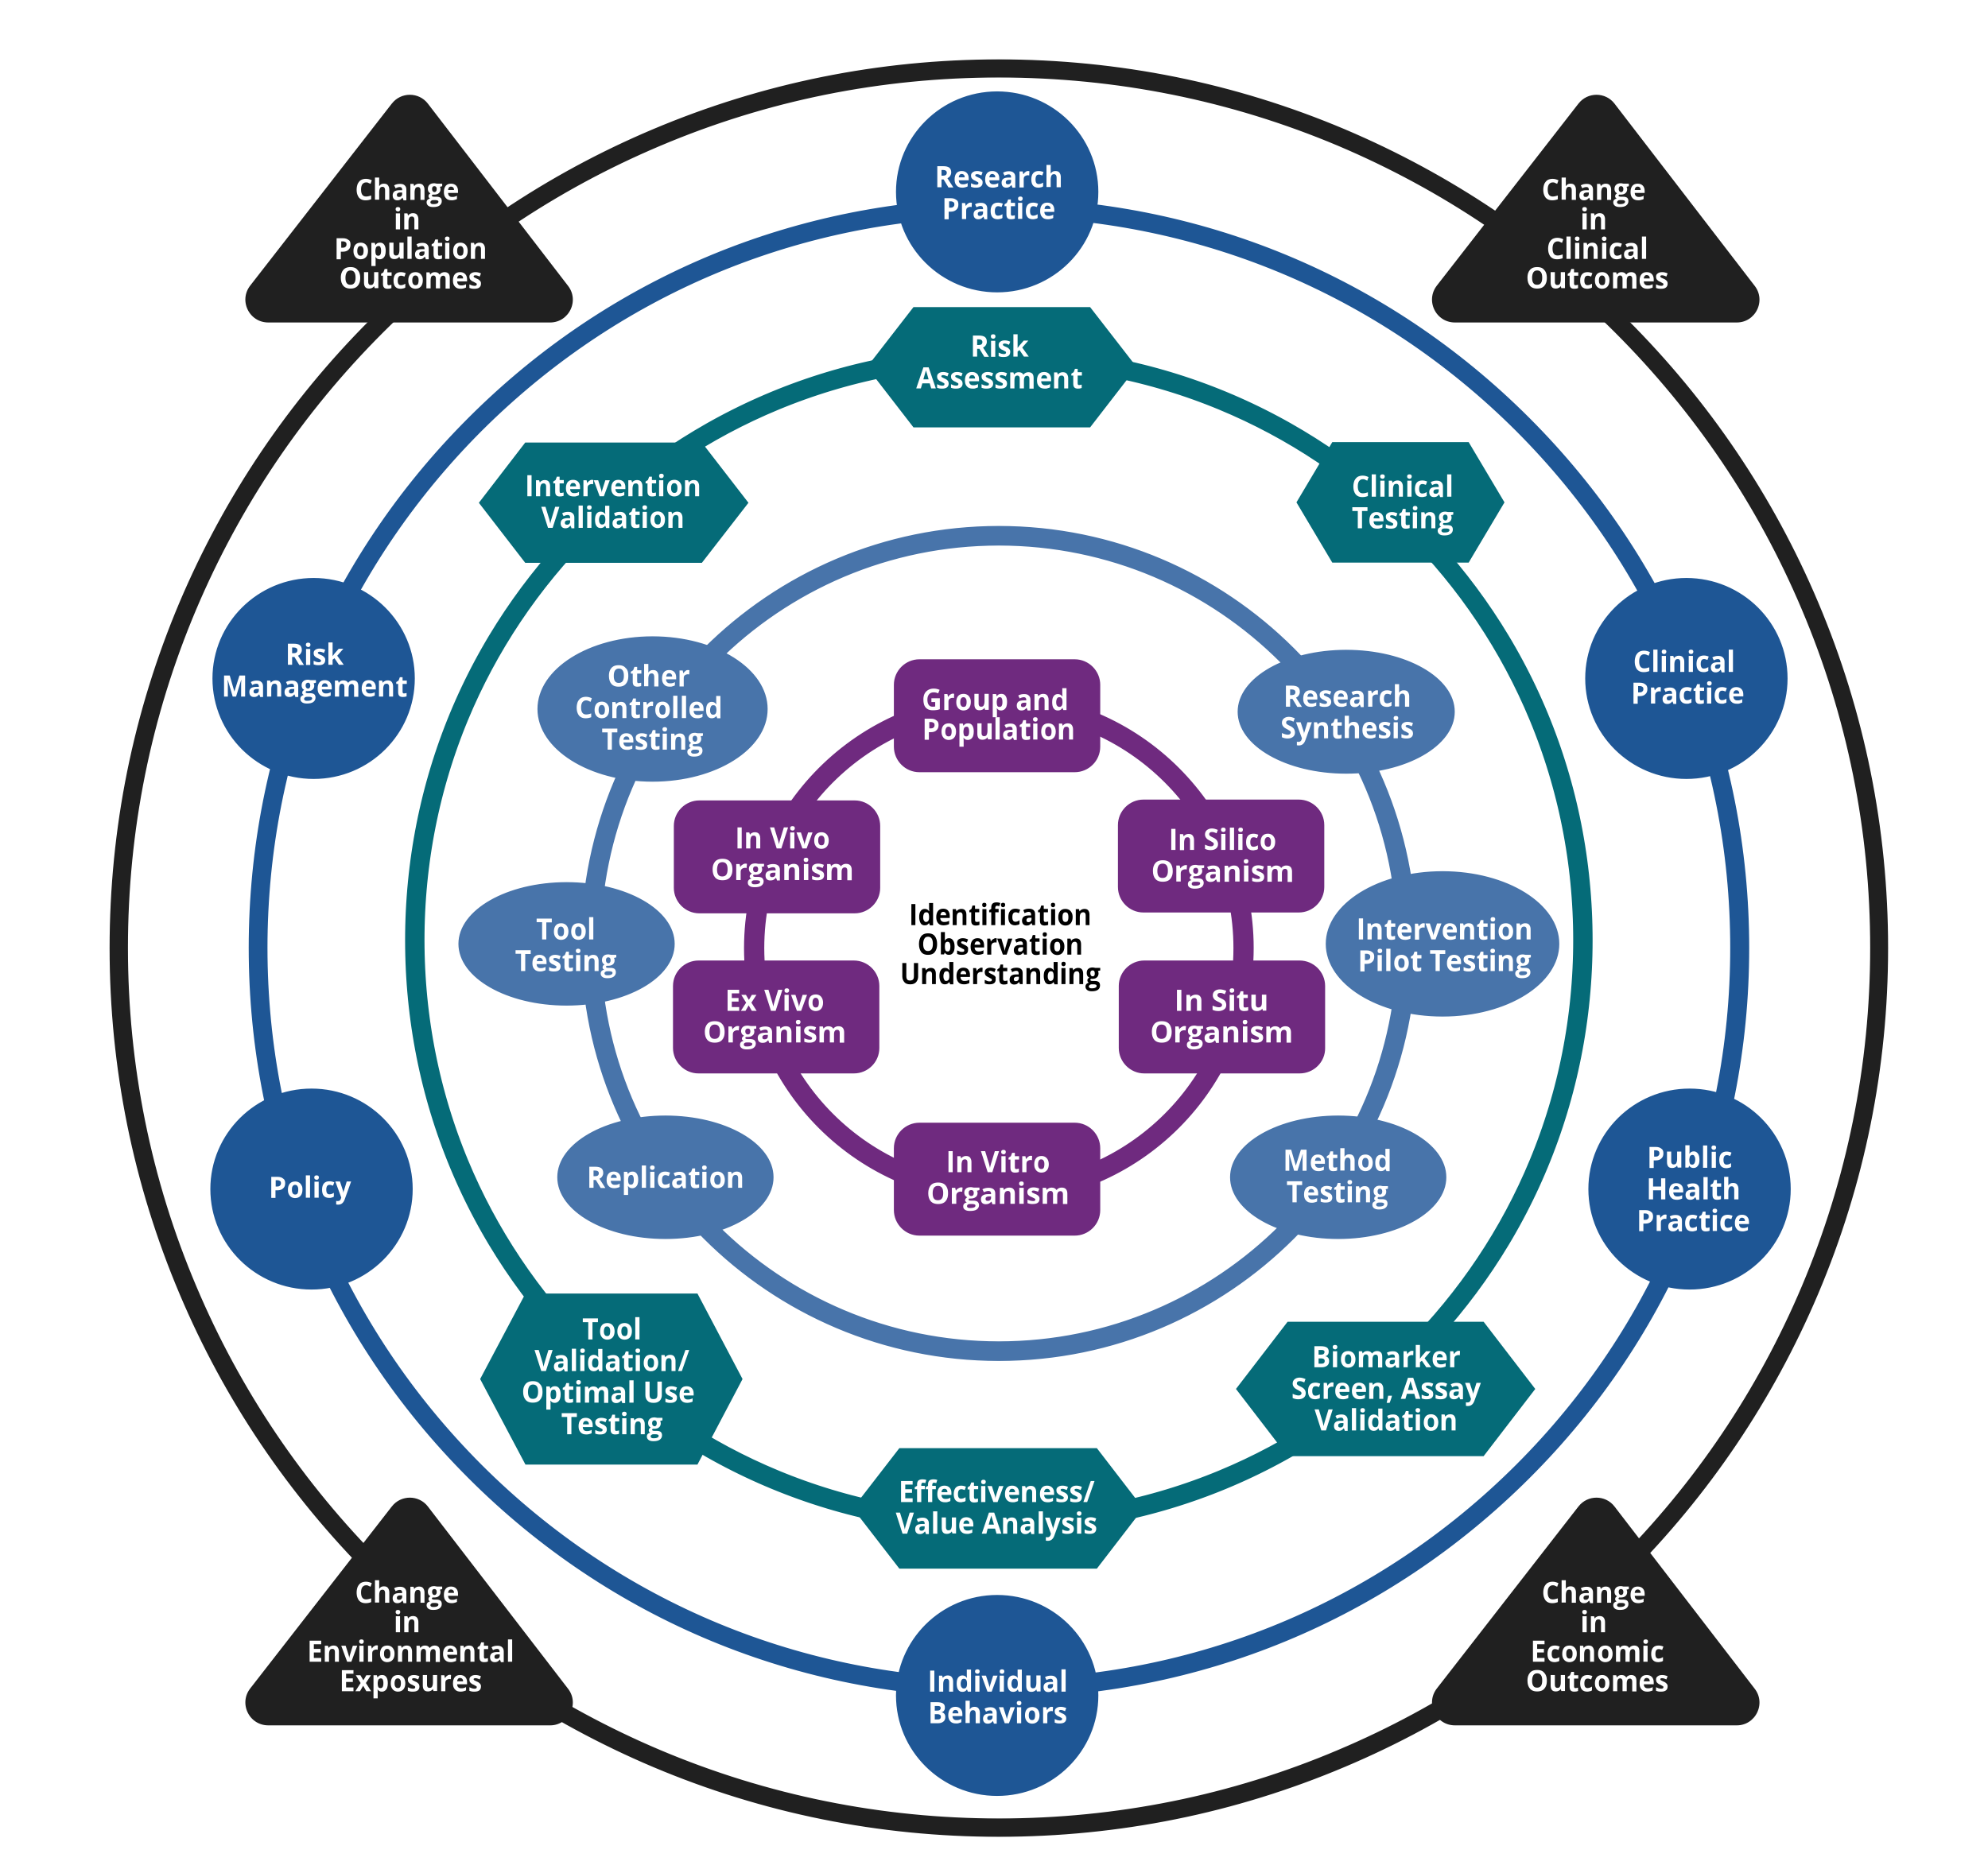 Change
in
Population
Outcomes
Research
Practice
Change
in
Clinical
Outcomes
Risk
Assessment
Intervention
Validation
Clinical
Testing
Risk
Management
Other
Controlled
Testing
Group and
Population
Research
Synthesis
Clinical
Practice
In Vivo
Organism
In Silico
Organism
Tool
Testing
Identification
Observation
Understanding
Intervention
Pilot Testing
Ex Vivo
Organism
In Situ
Organism
Policy
Replication
In Vitro
Organism
Method
Testing
Public
Health
Practice
Tool
Validation/
Optimal Use
Testing
Biomarker
Screen, Assay
Validation
Effectiveness/
Value Analysis
Change
in
Environmental
Exposures
Individual
Behaviors
Change
in
Economic
Outcomes